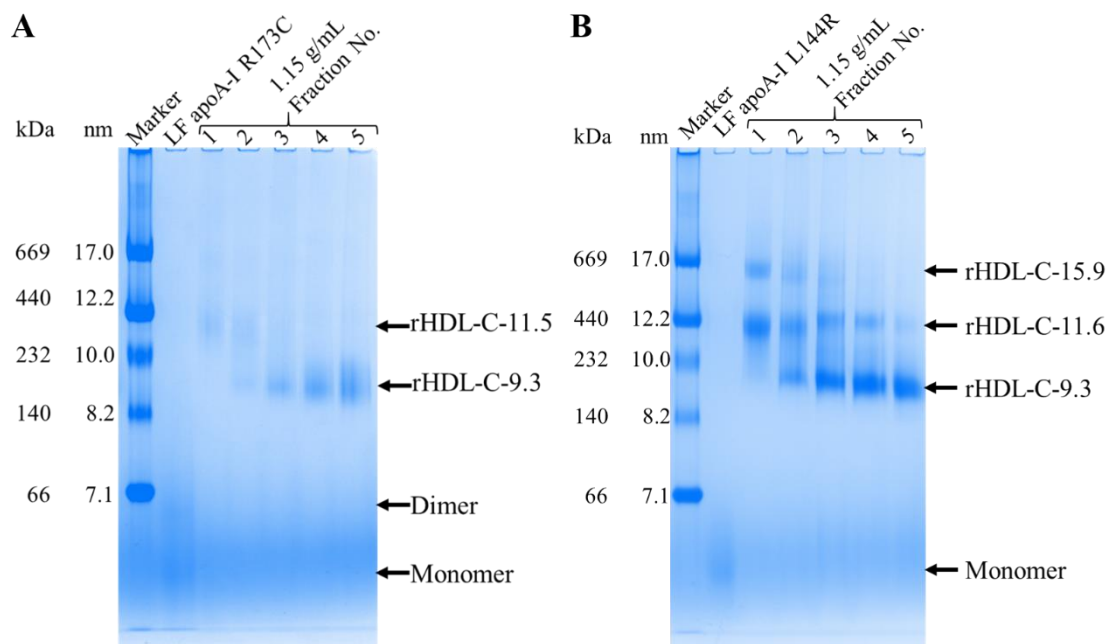 A
Marker
LF apoA-I R173C
1.15 g/mL
Fraction No.
kDa nm 1 2 3 4 5
669 17.0
440 12.2
232 10.0
140 8.2
66 7.1
rHDL-C-11.5
rHDL-C-9.3
Dimer
Monomer
B
Marker
LF apoA-I L144R
1.15 g/mL
Fraction No.
kDa nm 1 2 3 4 5
669 17.0
440 12.2
232 10.0
140 8.2
66 7.1
rHDL-C-15.9
rHDL-C-11.6
rHDL-C-9.3
Monomer